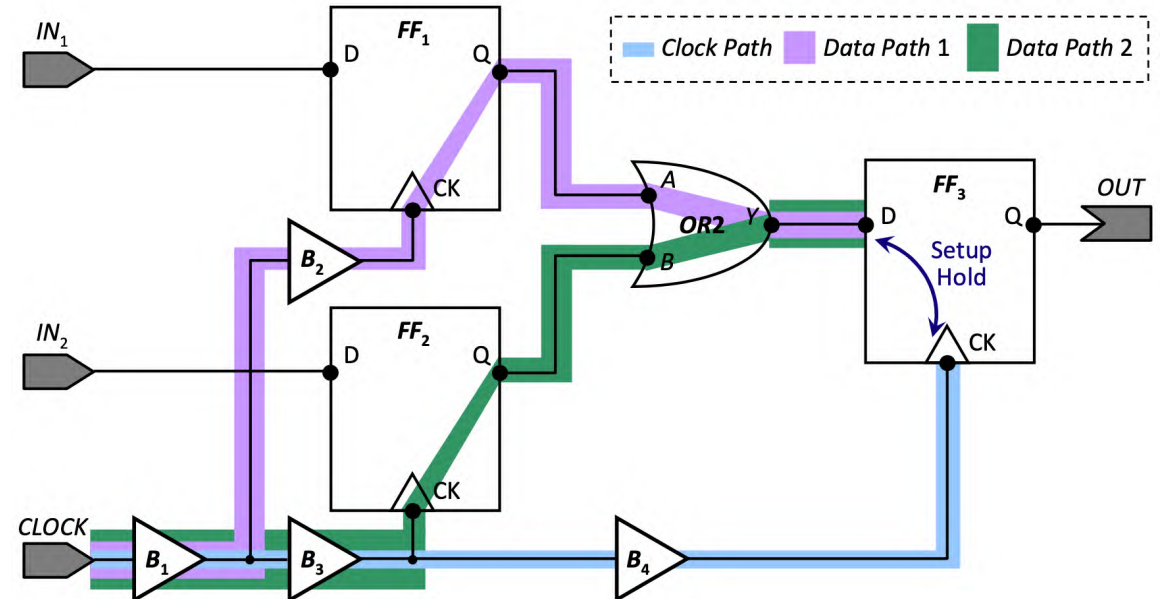 IN1
D
FF1
Q
CK
Clock Path
Data Path 1
Data Path 2
A
B
OR2
Y
D
FF3
Q
Setup
Hold
CK
OUT
B2
IN2
D
FF2
Q
CK
CLOCK
B1
B3
B4